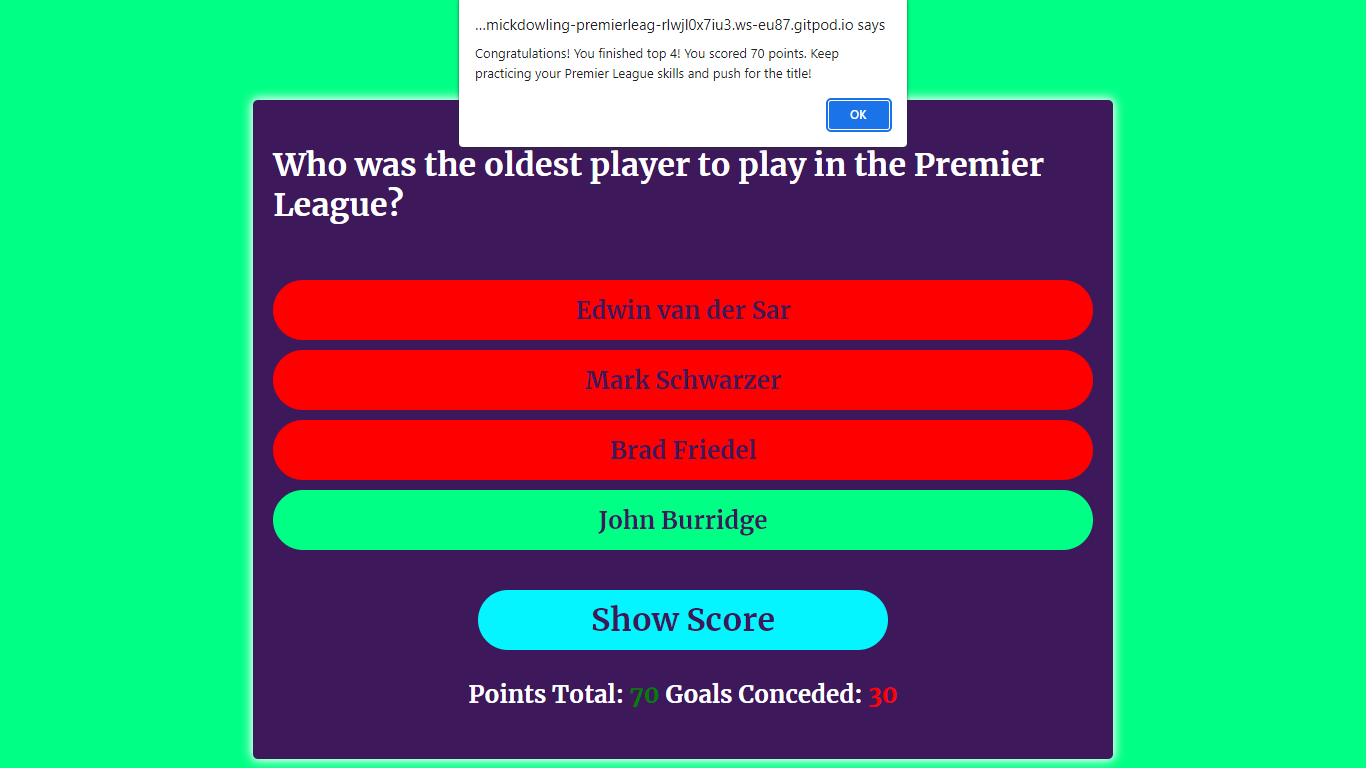 ...mickdowling-premierleag-rlwjl0x7iu3.ws-eu87.gitpod.io says
Congratulations! You finished top 4! You scored 70 points. Keep
practicing your Premier League skills and push for the title!
OK
Who was the oldest player to play in the Premier
League?
Edwin van der Sar
Mark Schwarzer
Brad Friedel
John Burridge
Show Score
Points Total: 70 Goals Conceded: 30